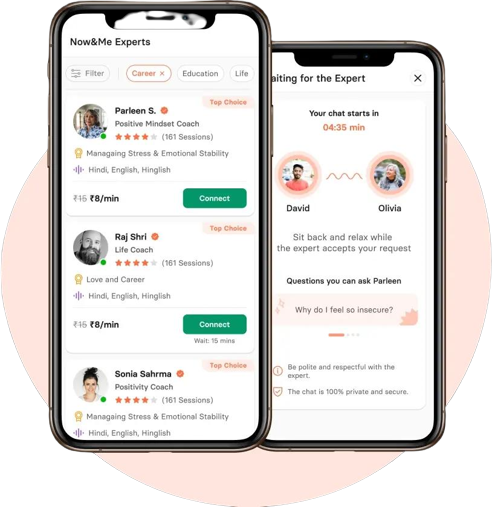 Now&Me Experts
Filter
Career ×
Education
Life
Top Choice
Parleen S.
Positive Mindset Coach
(161 Sessions)
Managaing Stress & Emotional Stability
Hindi, English, Hinglish
₹15 ₹8/min
Connect
Top Choice
Raj Shri
Life Coach
(161 Sessions)
Love and Career
Hindi, English, Hinglish
₹15 ₹8/min
Connect
Wait: 15 mins
Top Choice
Sonia Sahrma
Positivity Coach
(161 Sessions)
Managaing Stress & Emotional Stability
Hindi, English, Hinglish
aiting for the Expert
Your chat starts in
04:35 min
David
Olivia
Sit back and relax while
the expert accepts your request
Questions you can ask Parleen
Why do I feel so insecure?
Be polite and respectful with the
expert.
The chat is 100% private and secure.